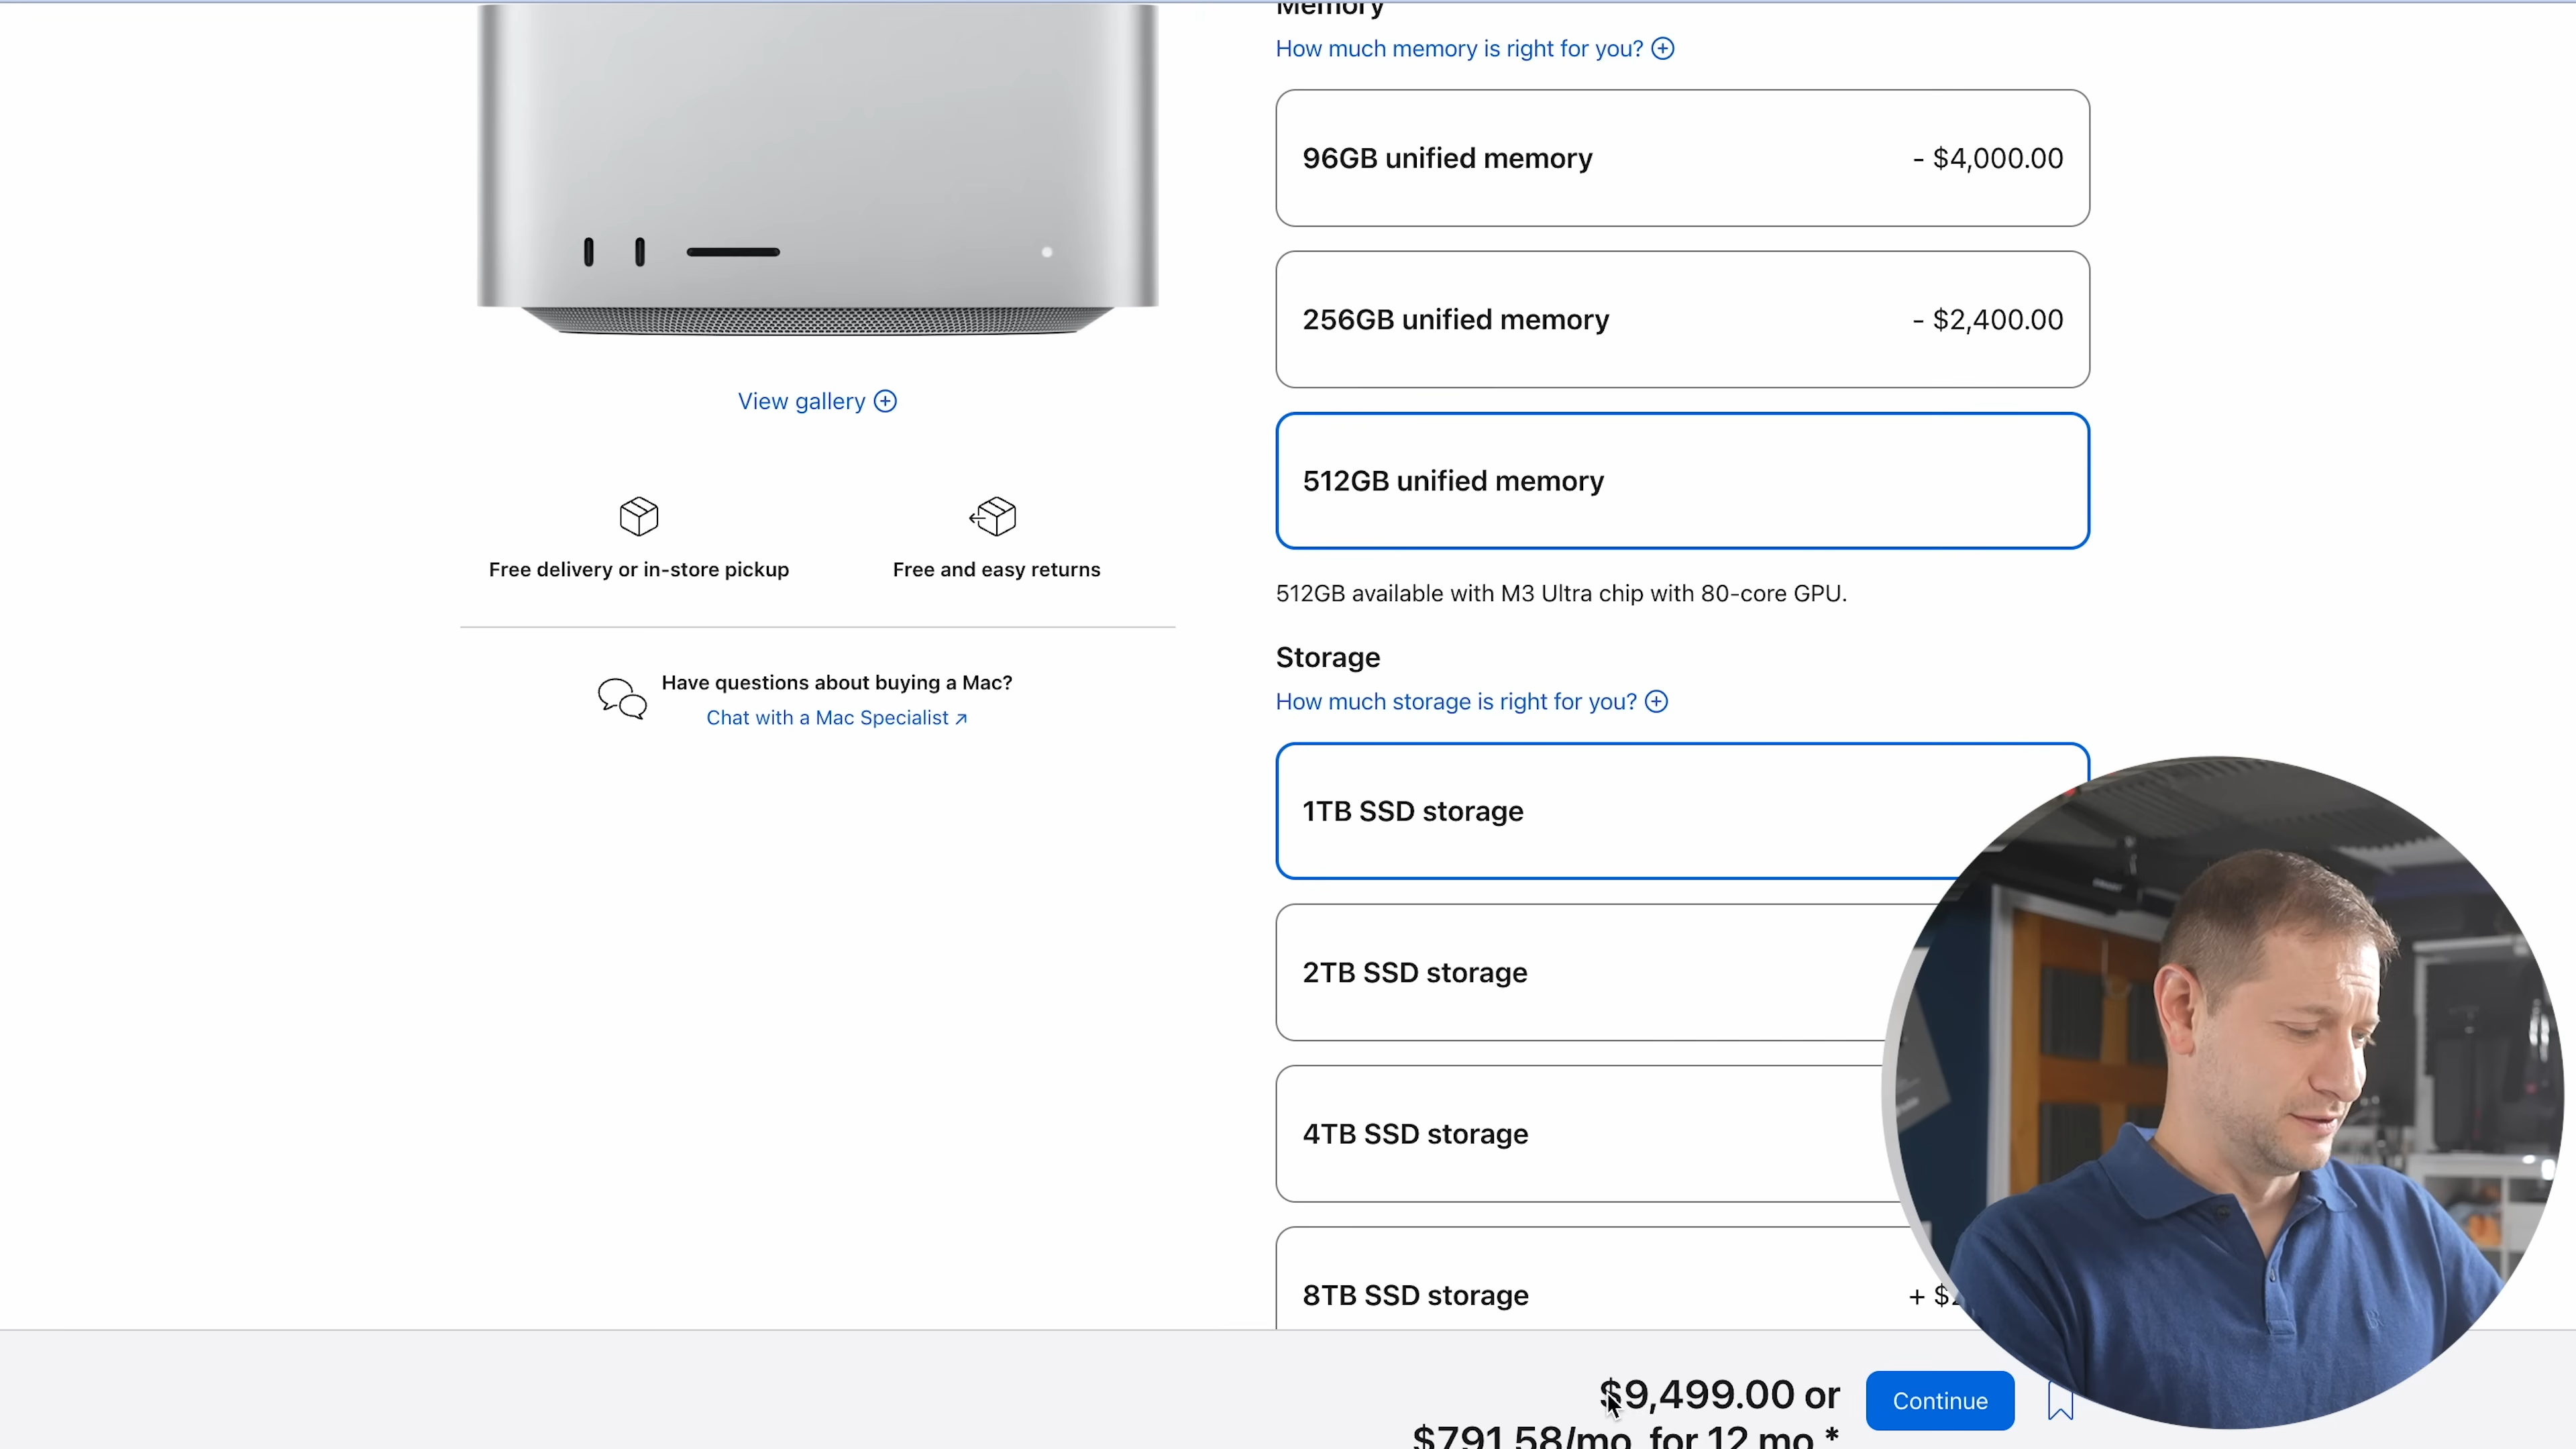 Memory
How much memory is right for you?
96GB unified memory - $4,000.00
256GB unified memory - $2,400.00
512GB unified memory
512GB available with M3 Ultra chip with 80-core GPU.
View gallery
Free delivery or in-store pickup
Free and easy returns
Have questions about buying a Mac?
Chat with a Mac Specialist ↗
Storage
How much storage is right for you?
1TB SSD storage
2TB SSD storage
4TB SSD storage
8TB SSD storage + $
$9,499.00 or
$791.58/mo. for 12 mo.*
Continue